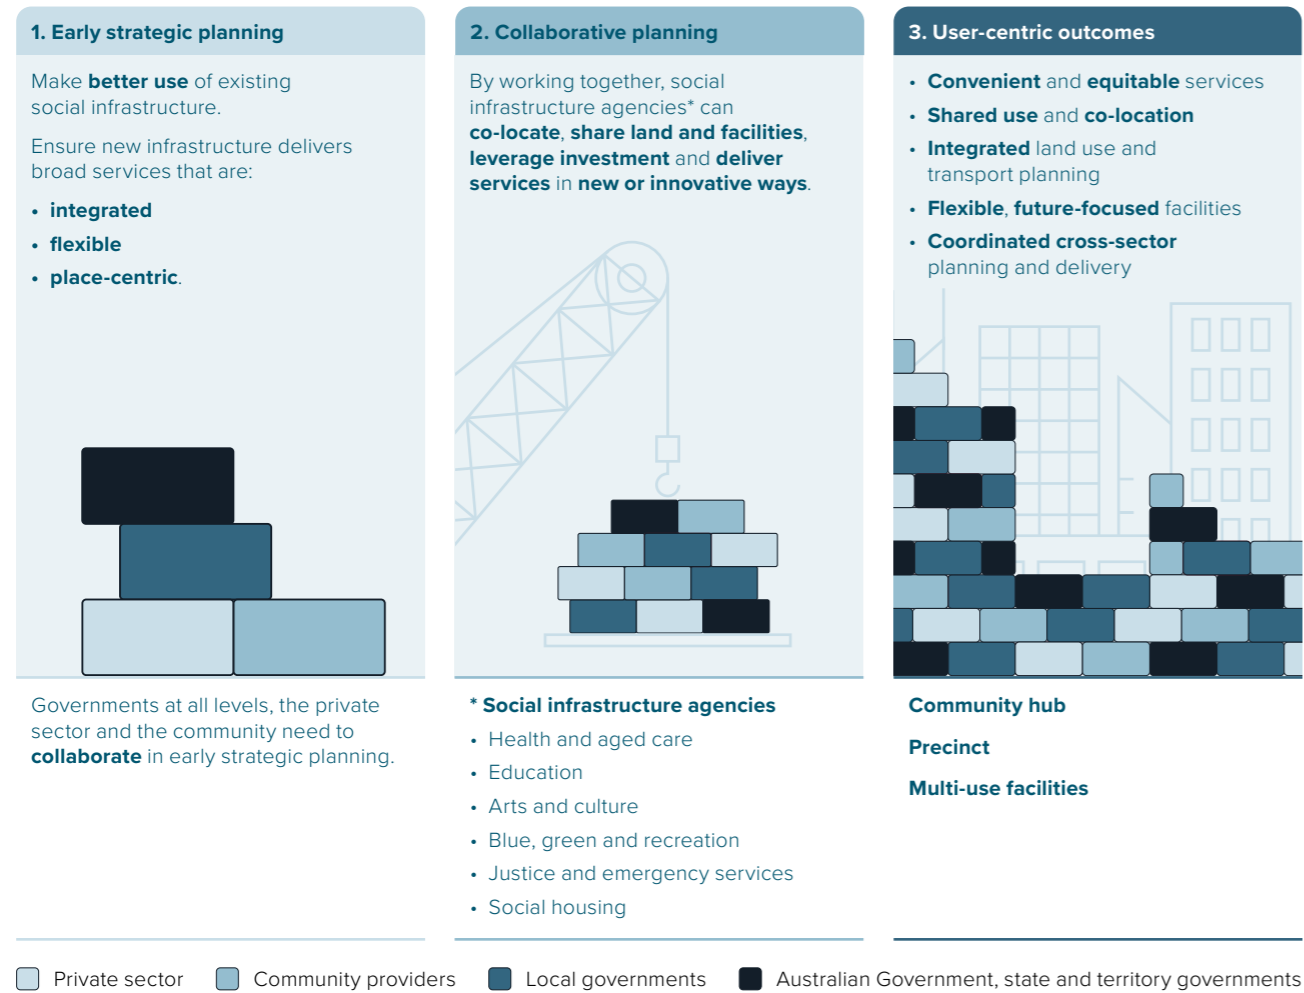 1. Early strategic planning
Make better use of existing
social infrastructure.
Ensure new infrastructure delivers
broad services that are:
• integrated
• flexible
• place-centric.
Governments at all levels, the private
sector and the community need to
collaborate in early strategic planning.
2. Collaborative planning
By working together, social
infrastructure agencies* can
co-locate, share land and facilities,
leverage investment and deliver
services in new or innovative ways.
* Social infrastructure agencies
• Health and aged care
• Education
• Arts and culture
• Blue, green and recreation
• Justice and emergency services
• Social housing
3. User-centric outcomes
• Convenient and equitable services
• Shared use and co-location
• Integrated land use and
transport planning
• Flexible, future-focused facilities
• Coordinated cross-sector
planning and delivery
Community hub
Precinct
Multi-use facilities
Private sector
Community providers
Local governments
Australian Government, state and territory governments